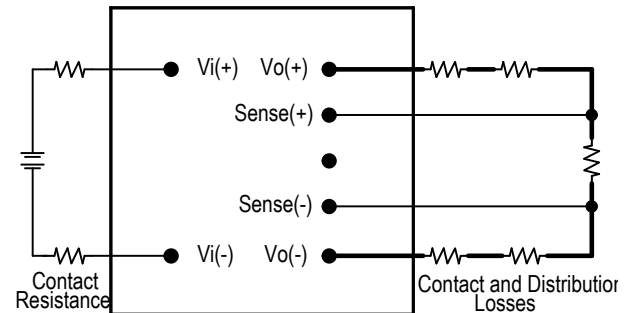 Vi(+) Vo(+)
Sense(+)
Sense(-)
Vi(-) Vo(-)
Contact
Resistance
Contact and Distribution
Losses